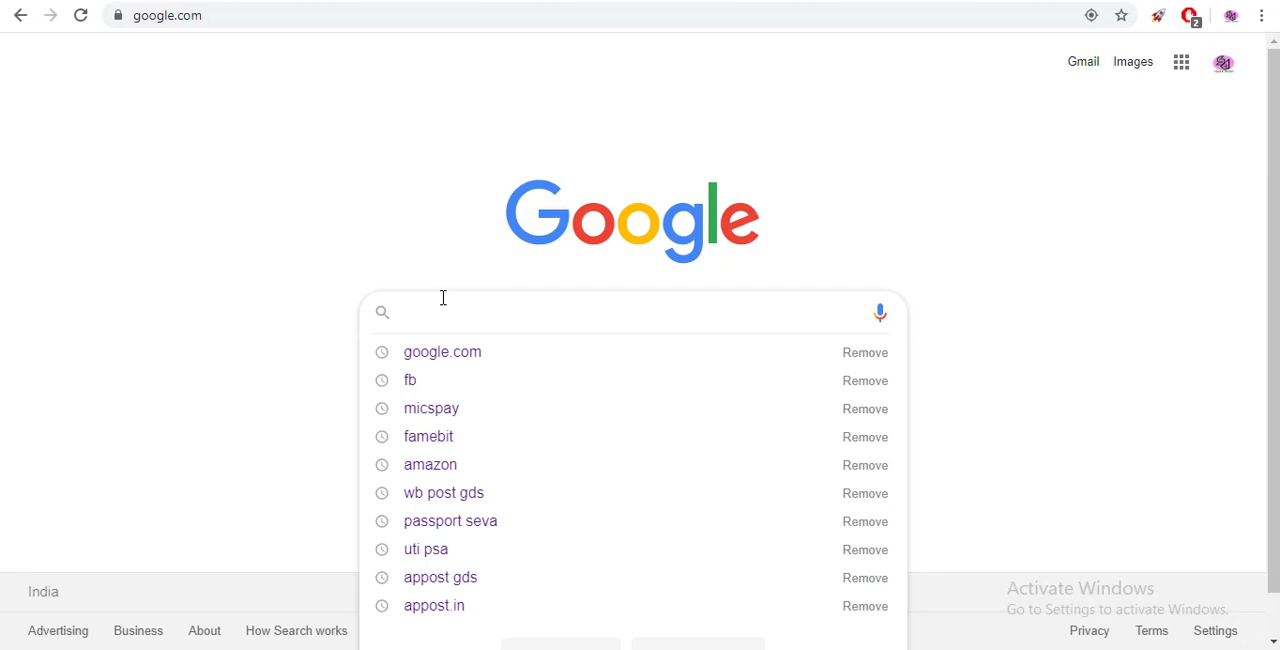 google.com
2
Gmail Images
Google
google.com Remove
fb Remove
micspay Remove
famebit Remove
amazon Remove
wb post gds Remove
passport seva Remove
uti psa Remove
appost gds Remove
appost.in Remove
India
Activate Windows
Go to Settings to activate Windows.
Advertising Business About How Search works Privacy Terms Settings